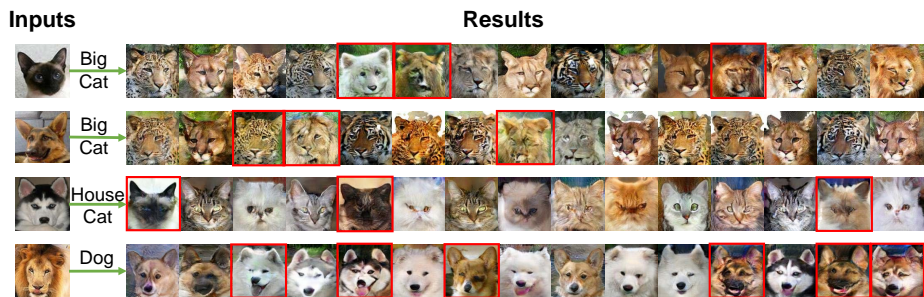 Inputs
Results
Big
Cat
Big
Cat
House
Cat
Dog